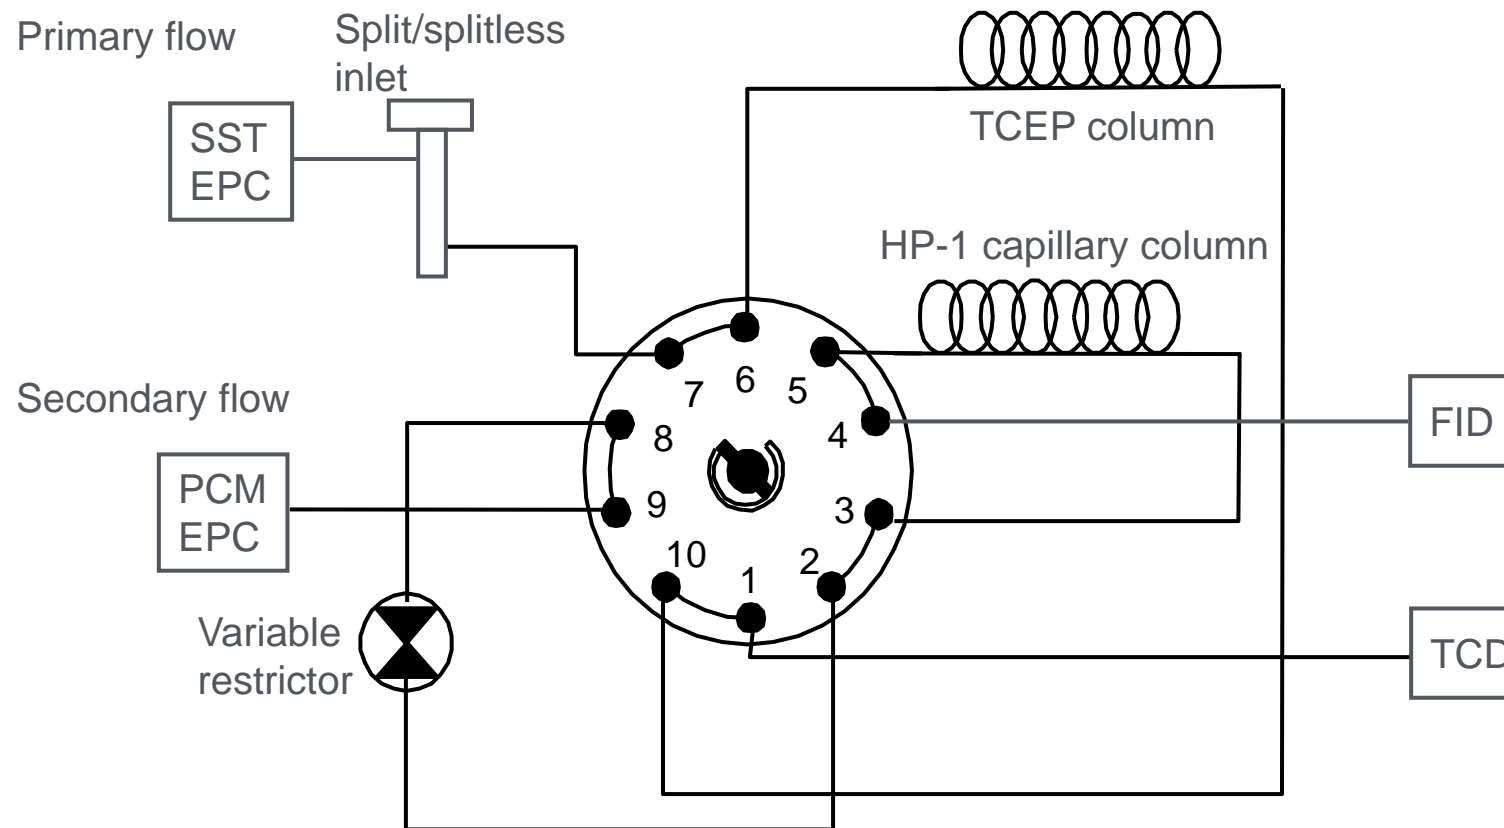 Primary flow
Split/splitless
inlet
SST
EPC
TCEP column
HP-1 capillary column
Secondary flow
PCM
EPC
Variable
restrictor
7
6
5
8
4
9
3
10
1
2
FID
TCD